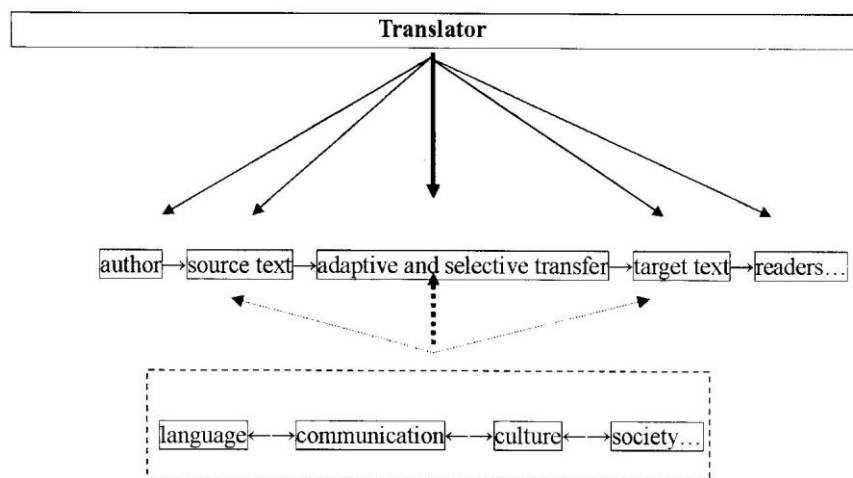 Translator
author→source text→adaptive and selective transfer→target text→readers…
language←→communication←→culture←→society…